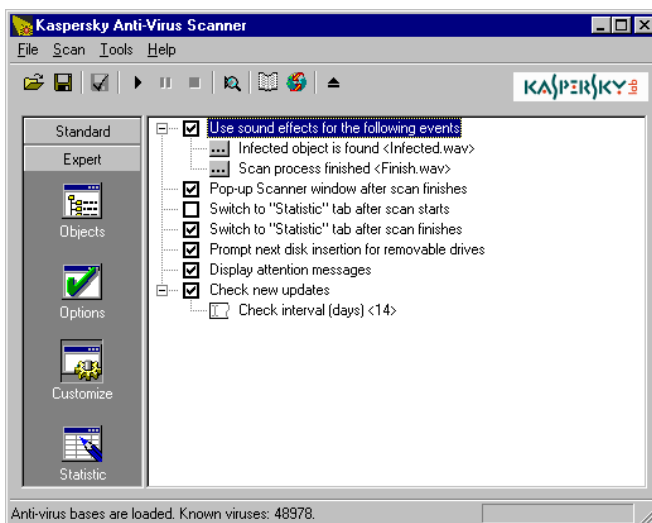 Kaspersky Anti-Virus Scanner
File Scan Tools Help
KASPERSKY lab
Standard
Expert
Objects
Options
Customize
Statistic
Use sound effects for the following events
... Infected object is found <Infected.wav>
... Scan process finished <Finish.wav>
Pop-up Scanner window after scan finishes
Switch to "Statistic" tab after scan starts
Switch to "Statistic" tab after scan finishes
Prompt next disk insertion for removable drives
Display attention messages
Check new updates
Check interval (days) <14>
Anti-virus bases are loaded. Known viruses: 48978.